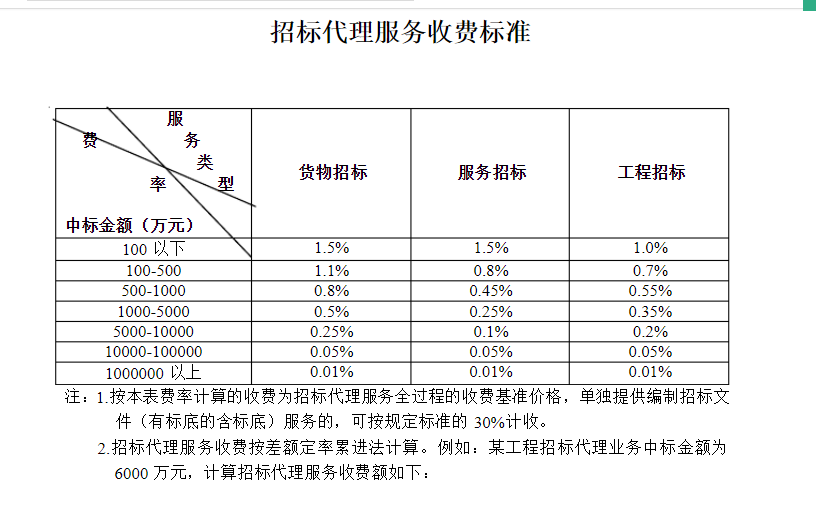 招标代理服务收费标准
服
费 务
类
率 型 货物招标 服务招标 工程招标
中标金额（万元）
100 以下 1.5% 1.5% 1.0%
100-500 1.1% 0.8% 0.7%
500-1000 0.8% 0.45% 0.55%
1000-5000 0.5% 0.25% 0.35%
5000-10000 0.25% 0.1% 0.2%
10000-100000 0.05% 0.05% 0.05%
1000000 以上 0.01% 0.01% 0.01%
注：1.按本表费率计算的收费为招标代理服务全过程的收费基准价格，单独提供编制招标文
件（有标底的含标底）服务的，可按规定标准的 30%计收。
2.招标代理服务收费按差额定率累进法计算。例如：某工程招标代理业务中标金额为
6000 万元，计算招标代理服务收费额如下：